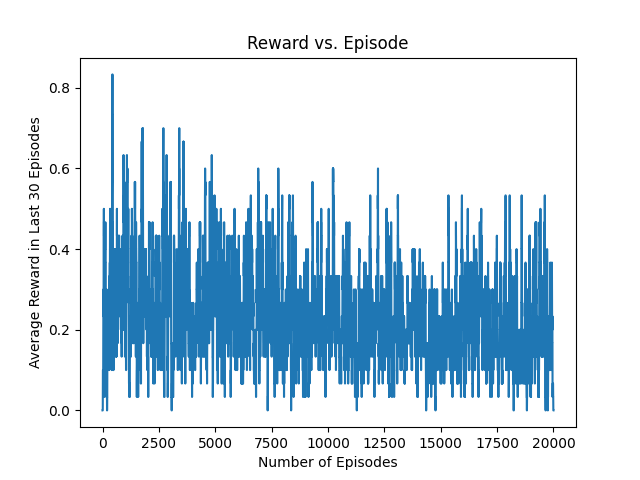 Reward vs. Episode
Average Reward in Last 30 Episodes
0.8
0.6
0.4
0.2
0.0
0 2500 5000 7500 10000 12500 15000 17500 20000
Number of Episodes